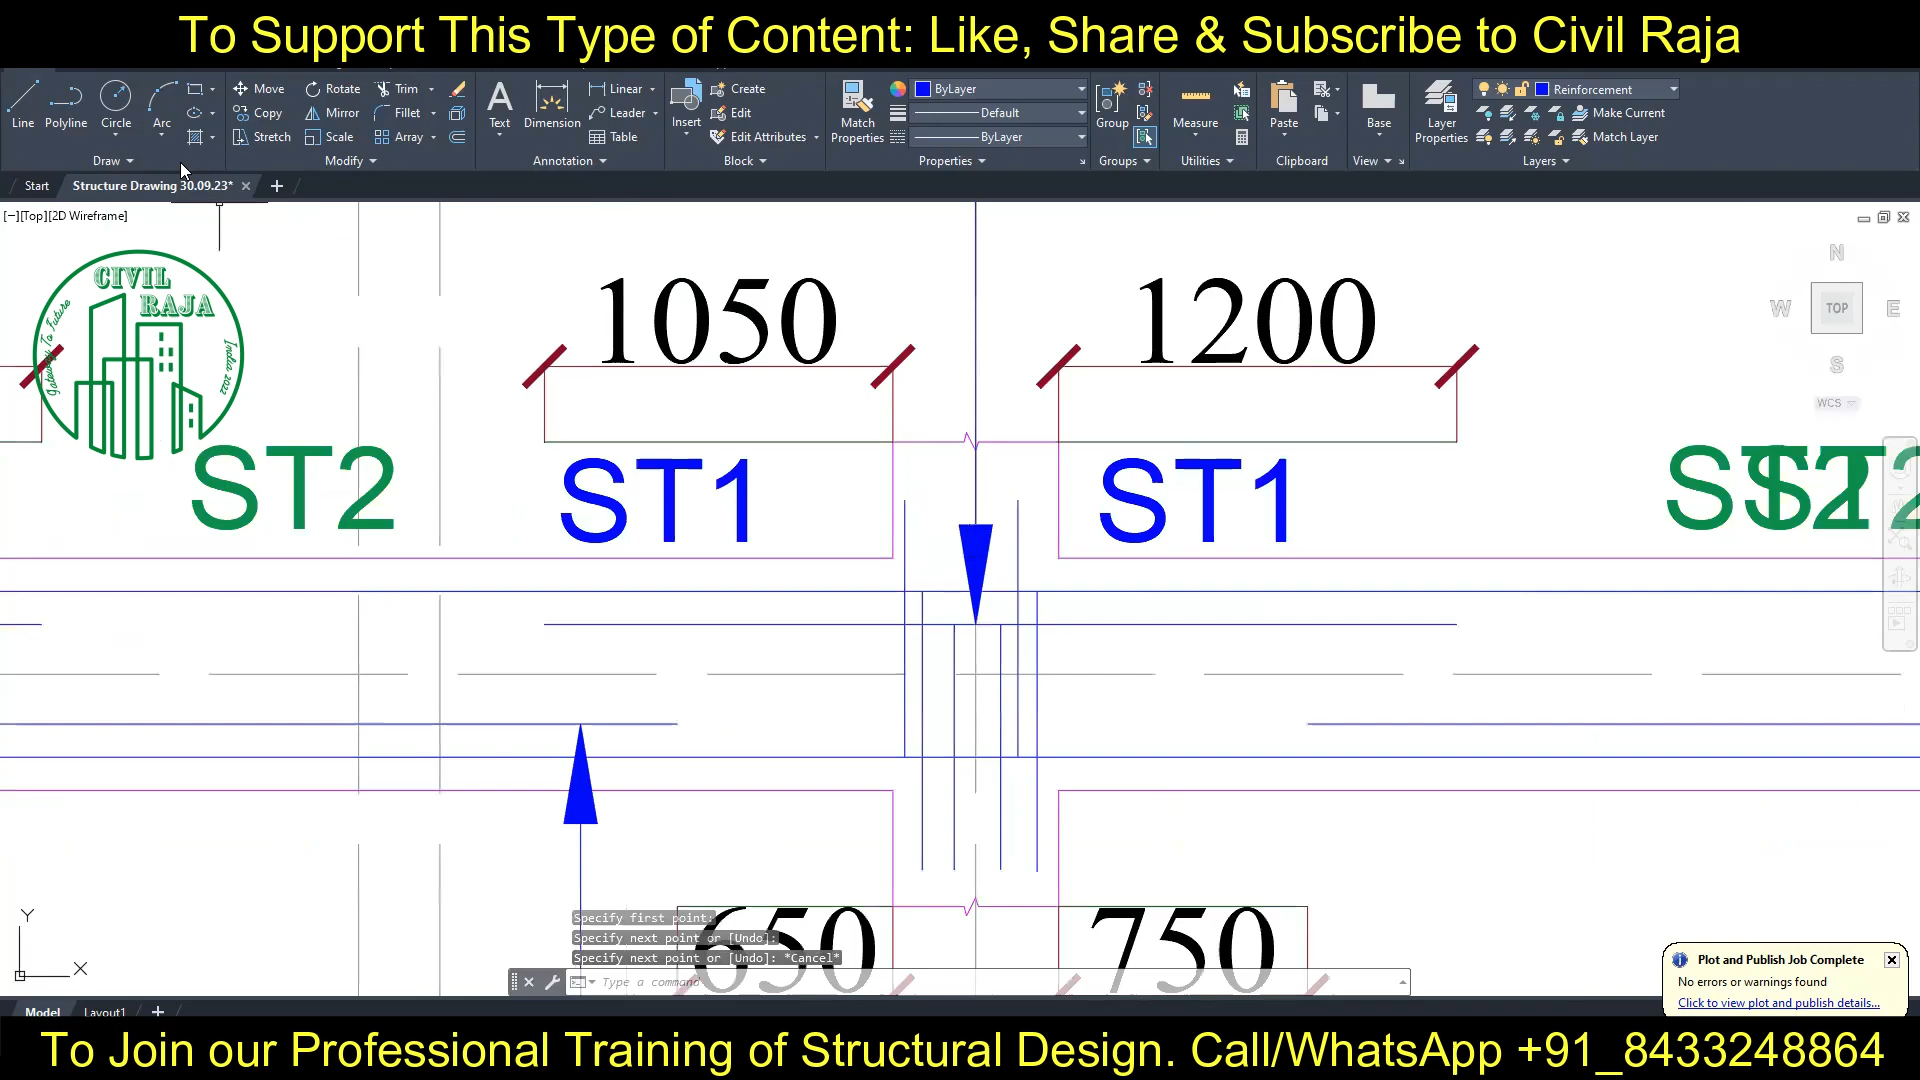 To Support This Type of Content: Like, Share & Subscribe to Civil Raja
Line
Polyline
Circle
Arc
Move
Copy
Stretch
Rotate
Mirror
Scale
Trim
Fillet
Array
Text
Dimension
Linear
Leader
Table
Insert
Create
Edit
Edit Attributes
Match
Properties
ByLayer
Default
ByLayer
Group
Measure
Paste
Base
Layer
Properties
Reinforcement
Make Current
Match Layer
Draw
Modify
Annotation
Block
Properties
Groups
Utilities
Clipboard
View
Layers
Start
Structure Drawing 30.09.23*
[−][Top][2D Wireframe]
CIVIL
RAJA
Gateway To Future
India 2022
1050
1200
N
W
TOP
E
S
WCS
ST2
ST1
ST1
ST2
650
750
Specify first point:
Specify next point or [Undo]:
Specify next point or [Undo]: *Cancel*
Type a command
Y
X
Plot and Publish Job Complete
No errors or warnings found
Click to view plot and publish details...
Model
Layout1
To Join our Professional Training of Structural Design. Call/WhatsApp +91_8433248864